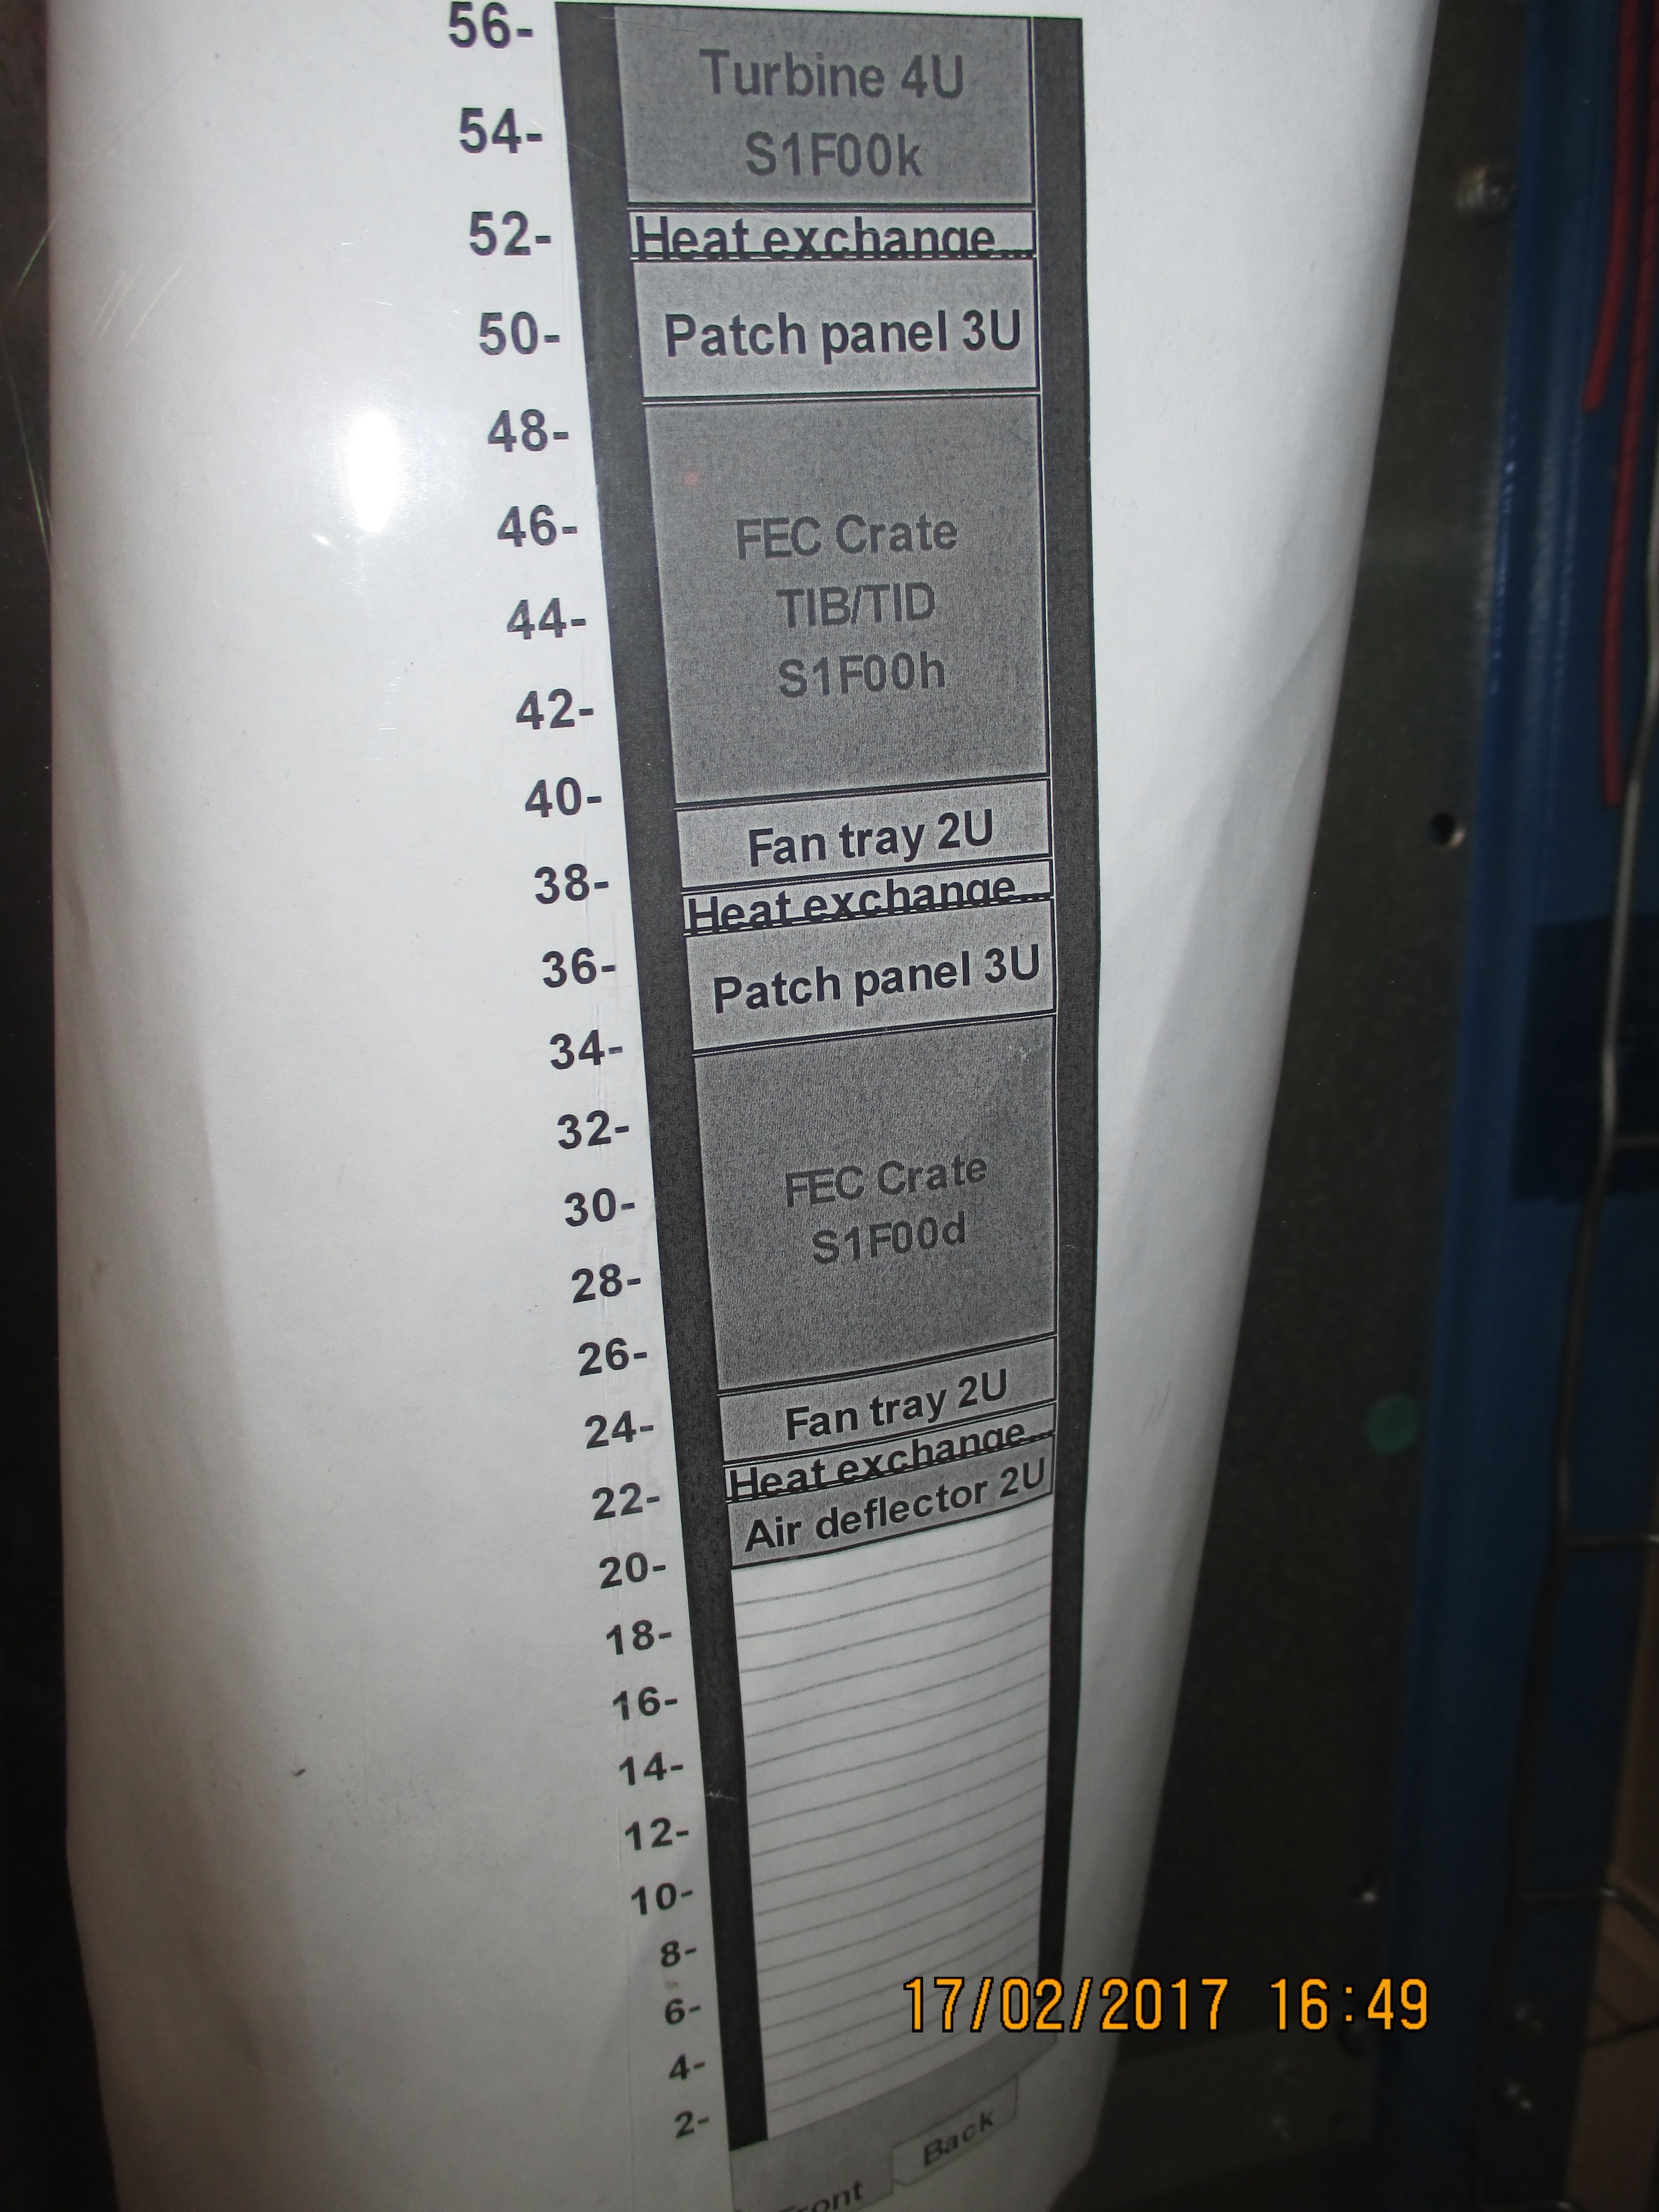 56-
Turbine 4U
54-
S1F00k
52-
Heat exchange...
50-
Patch panel 3U
48-
46-
FEC Crate
TIB/TID
44-
S1F00h
42-
40-
Fan tray 2U
38-
Heat exchange...
36-
Patch panel 3U
34-
32-
30-
FEC Crate
S1F00d
28-
26-
24-
Fan tray 2U
Heat exchange...
22-
Air deflector 2U
20-
18-
16-
14-
12-
10-
8-
6-
4-
2-
17/02/2017 16:49
Back